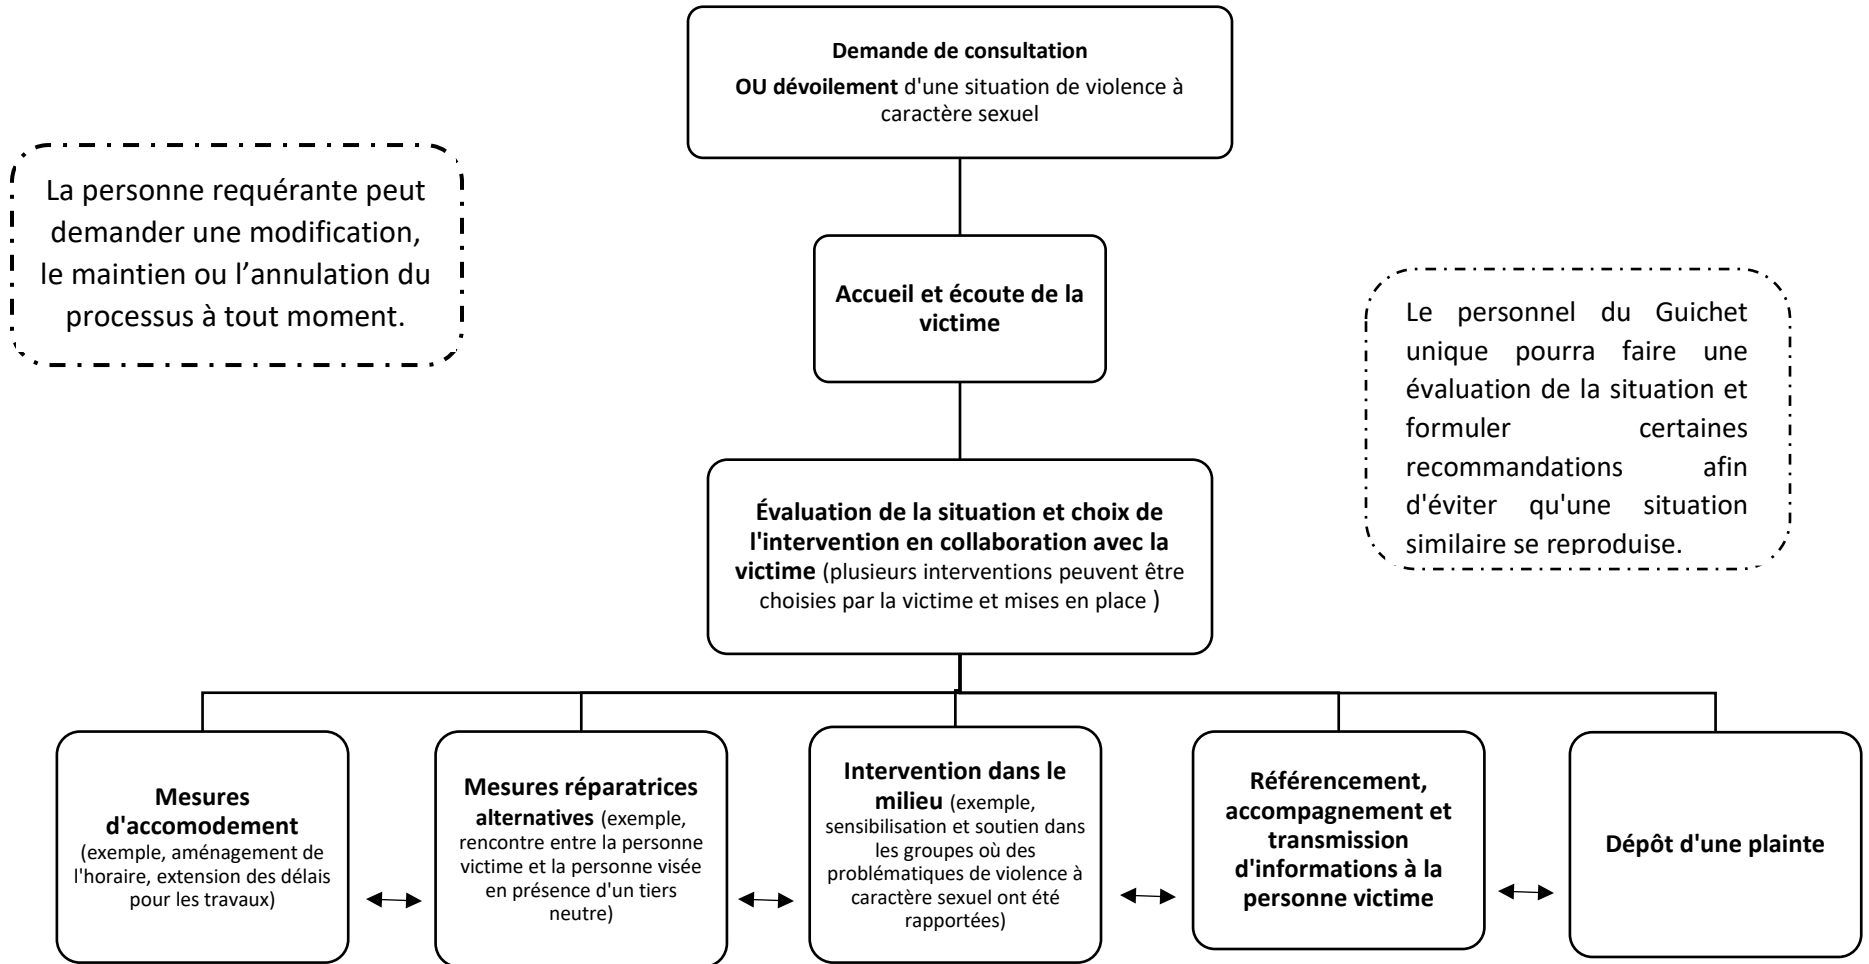 Demande de consultation
OU dévoilement d'une situation de violence à
caractère sexuel
La personne requérante peut
demander une modification,
le maintien ou l’annulation du
processus à tout moment.
Accueil et écoute de la
victime
Le personnel du Guichet
unique pourra faire une
évaluation de la situation et
formuler certaines
recommandations afin
d'éviter qu'une situation
similaire se reproduise.
Évaluation de la situation et choix de
l'intervention en collaboration avec la
victime (plusieurs interventions peuvent être
choisies par la victime et mises en place )
Mesures
d'accomodement
(exemple, aménagement de
l'horaire, extension des délais
pour les travaux)
Mesures réparatrices
alternatives (exemple,
rencontre entre la personne
victime et la personne visée
en présence d'un tiers
neutre)
Intervention dans le
milieu (exemple,
sensibilisation et soutien dans
les groupes où des
problématiques de violence à
caractère sexuel ont été
rapportées)
Référencement,
accompagnement et
transmission
d'informations à la
personne victime
Dépôt d'une plainte